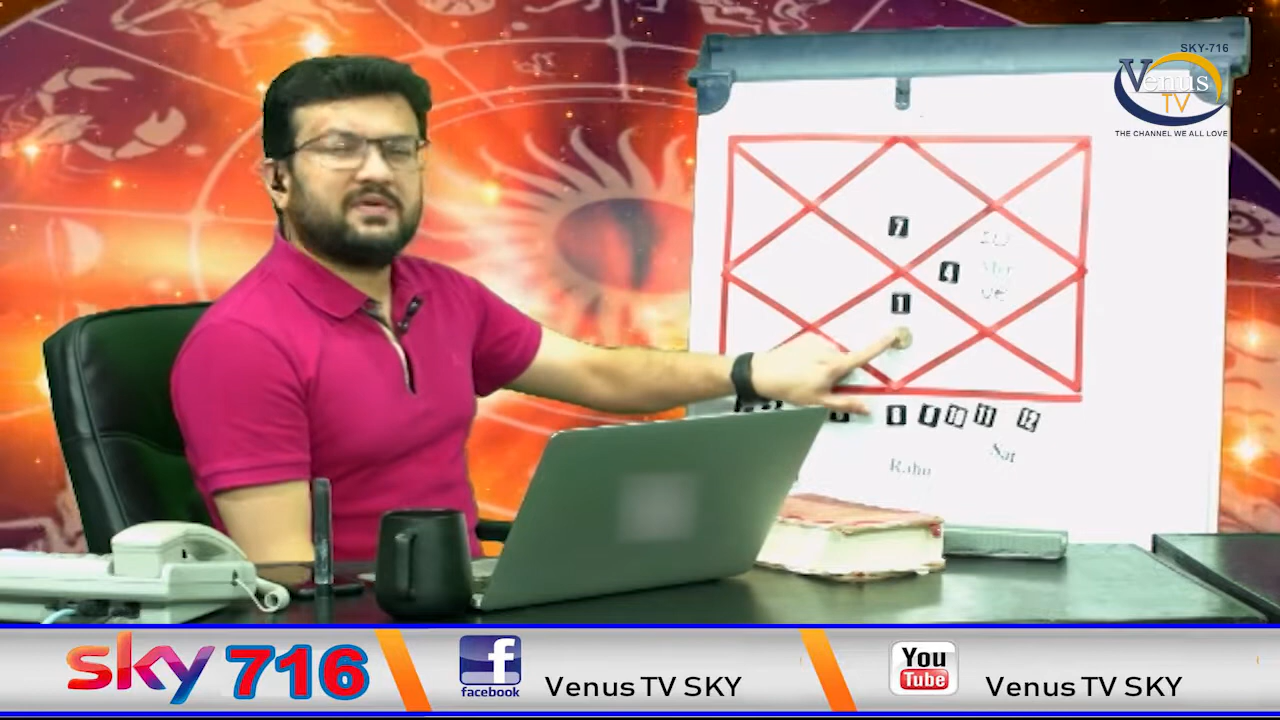 SKY-716
Venus
TV
THE CHANNEL WE ALL LOVE
7
4
Mer
Ve
1
8
11
12
Sat
Rahu
sky 716
facebook
Venus TV SKY
You
Tube
Venus TV SKY